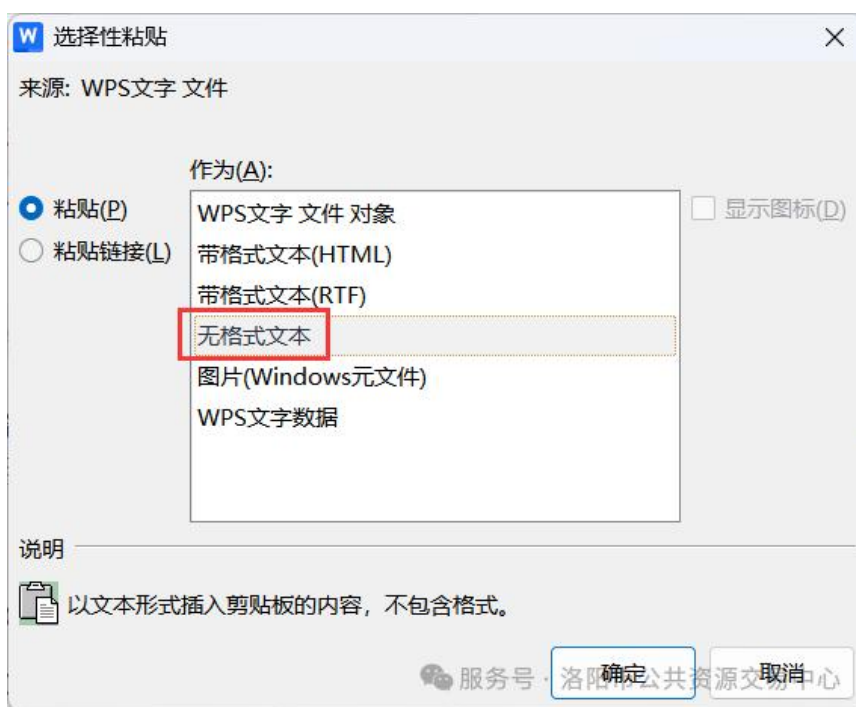 W 选择性粘贴
来源: WPS文字 文件
作为(A):
粘贴(P)
粘贴链接(L)
WPS文字 文件 对象
带格式文本(HTML)
带格式文本(RTF)
无格式文本
图片(Windows元文件)
WPS文字数据
显示图标(D)
说明
以文本形式插入剪贴板的内容，不包含格式。
确定
取消
服务号 · 洛阳市公共资源交易中心